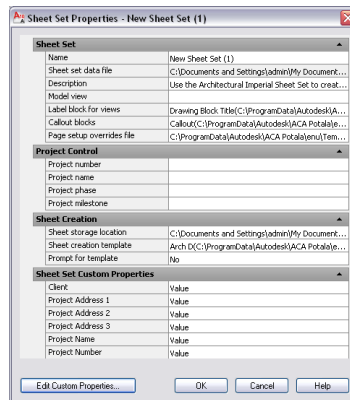 Sheet Set Properties - New Sheet Set (1)
Sheet Set
Name New Sheet Set (1)
Sheet set data file C:\Documents and Settings\admin\My Document...
Description Use the Architectural Imperial Sheet Set to creat...
Model view
Label block for views Drawing Block Title(C:\ProgramData\Autodesk\A...
Callout blocks Callout(C:\ProgramData\Autodesk\ACA Potala\e...
Page setup overrides file C:\ProgramData\Autodesk\ACA Potala\enu\Tem...
Project Control
Project number
Project name
Project phase
Project milestone
Sheet Creation
Sheet storage location C:\Documents and Settings\admin\My Document...
Sheet creation template Arch D(C:\ProgramData\Autodesk\ACA Potala\e...
Prompt for template No
Sheet Set Custom Properties
Client Value
Project Address 1 Value
Project Address 2 Value
Project Address 3 Value
Project Name Value
Project Number Value
Edit Custom Properties... OK Cancel Help